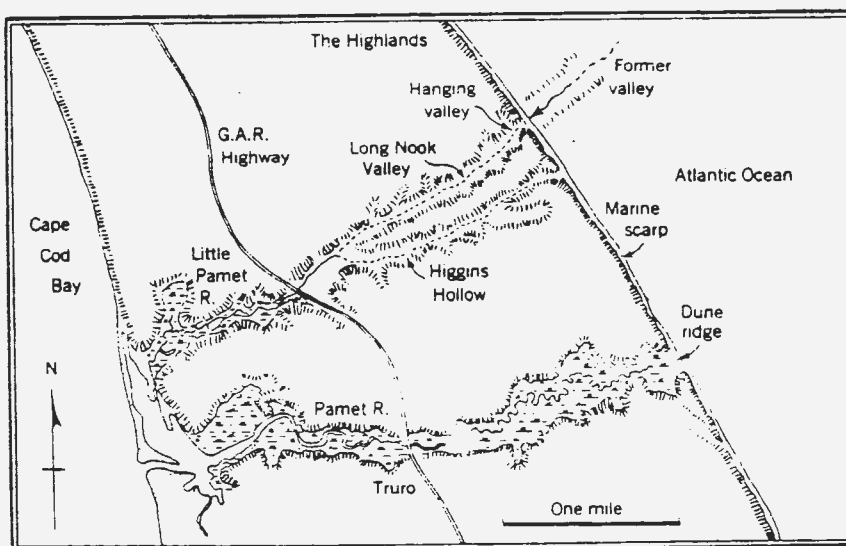 The Highlands
Former
valley
Hanging
valley
G.A.R.
Highway
Long Nook
Valley
Atlantic Ocean
Cape
Cod
Bay
Marine
scarp
Little
Pamet
R.
Higgins
Hollow
Dune
ridge
N
Pamet R.
Truro
One mile